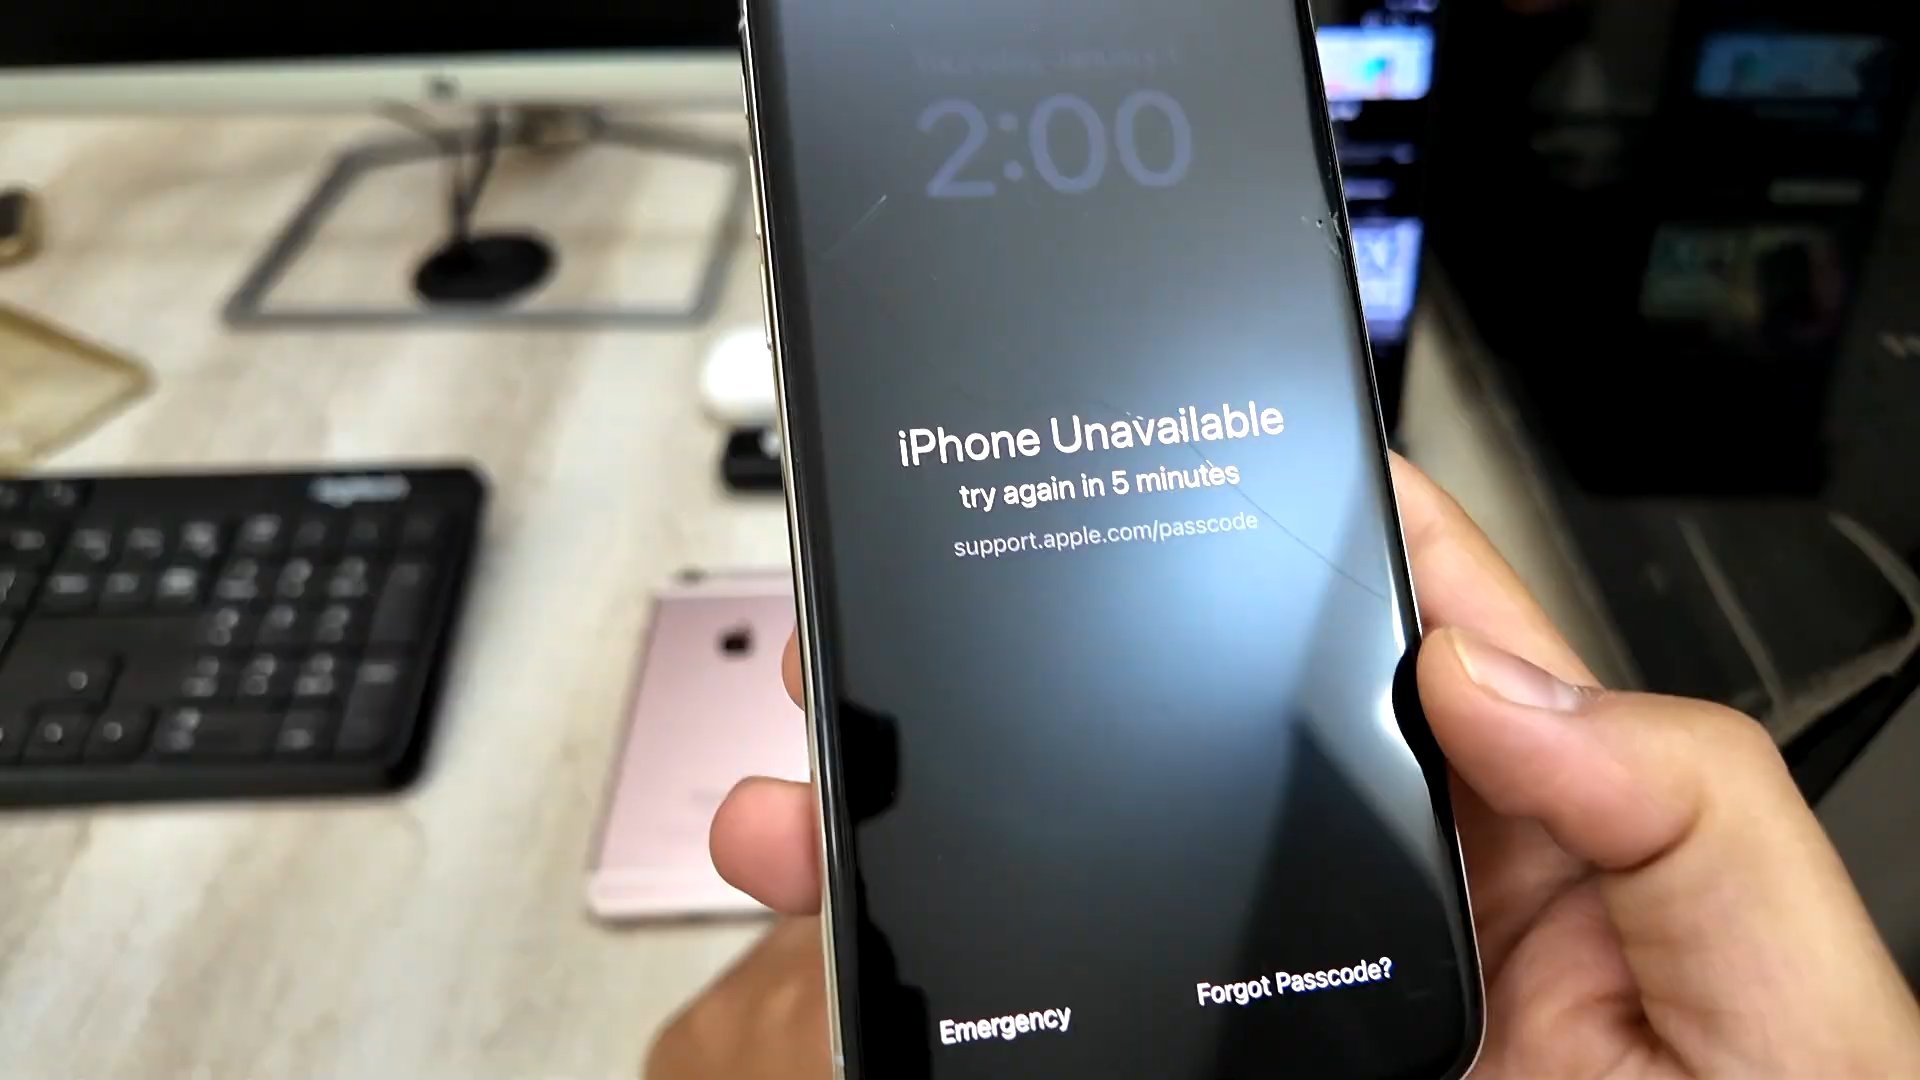 2:00
iPhone Unavailable
try again in 5 minutes
support.apple.com/passcode
Forgot Passcode?
Emergency